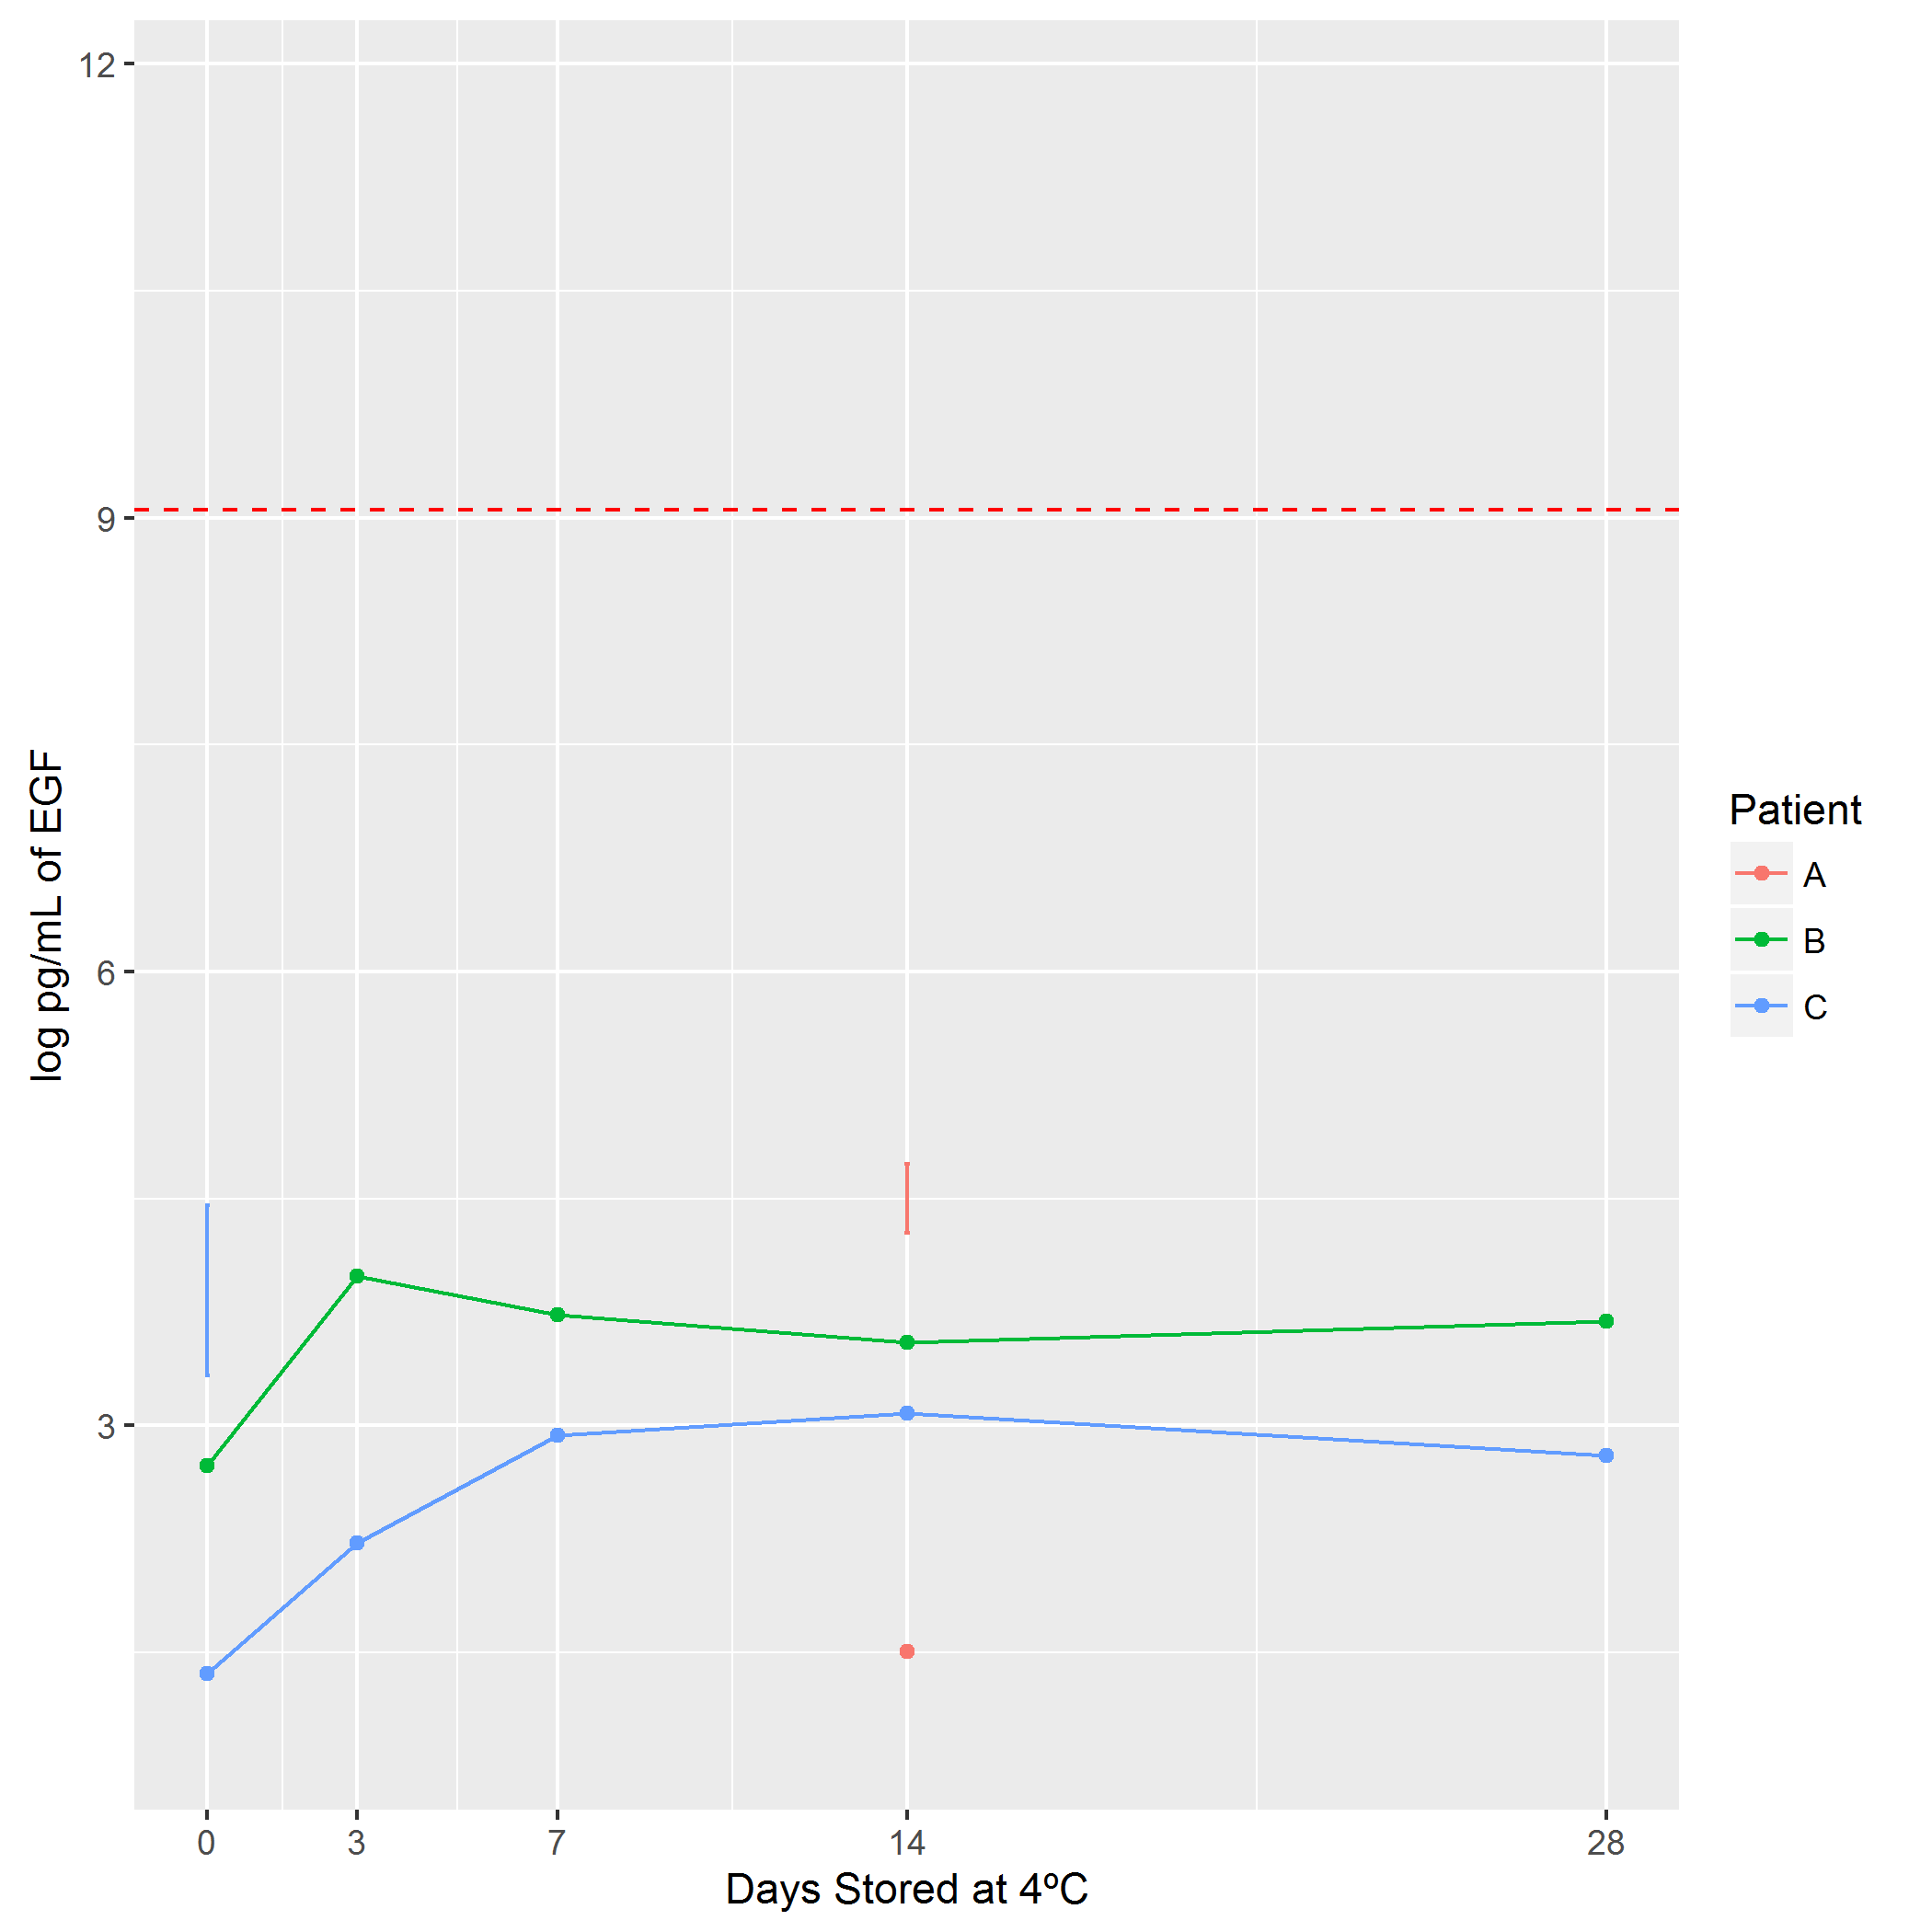 log pg/mL of EGF
12
9
6
3
0 3 7 14 28
Days Stored at 4ºC
Patient
A
B
C